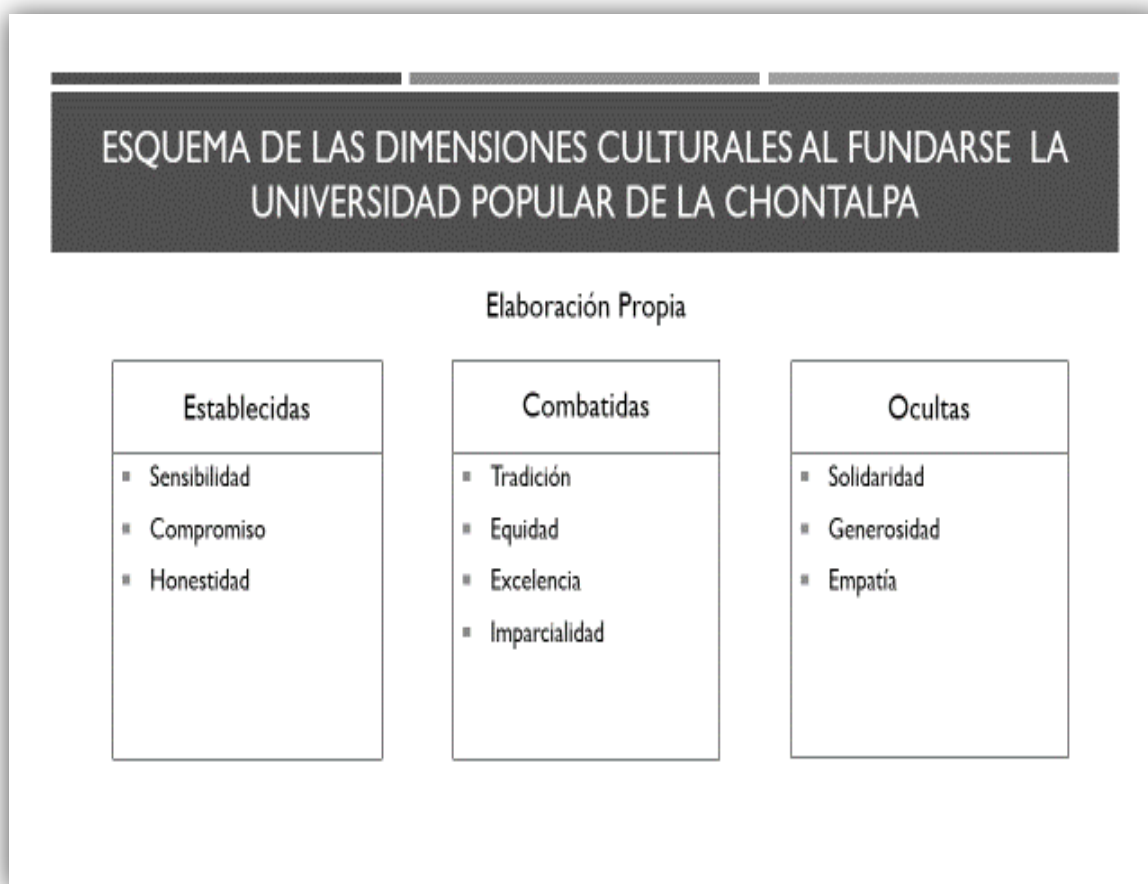 ESQUEMA DE LAS DIMENSIONES CULTURALES AL FUNDARSE LA
UNIVERSIDAD POPULAR DE LA CHONTALPA
Elaboración Propia
Establecidas
Sensibilidad
Compromiso
Honestidad
Combatidas
Tradición
Equidad
Excelencia
Imparcialidad
Ocultas
Solidaridad
Generosidad
Empatía